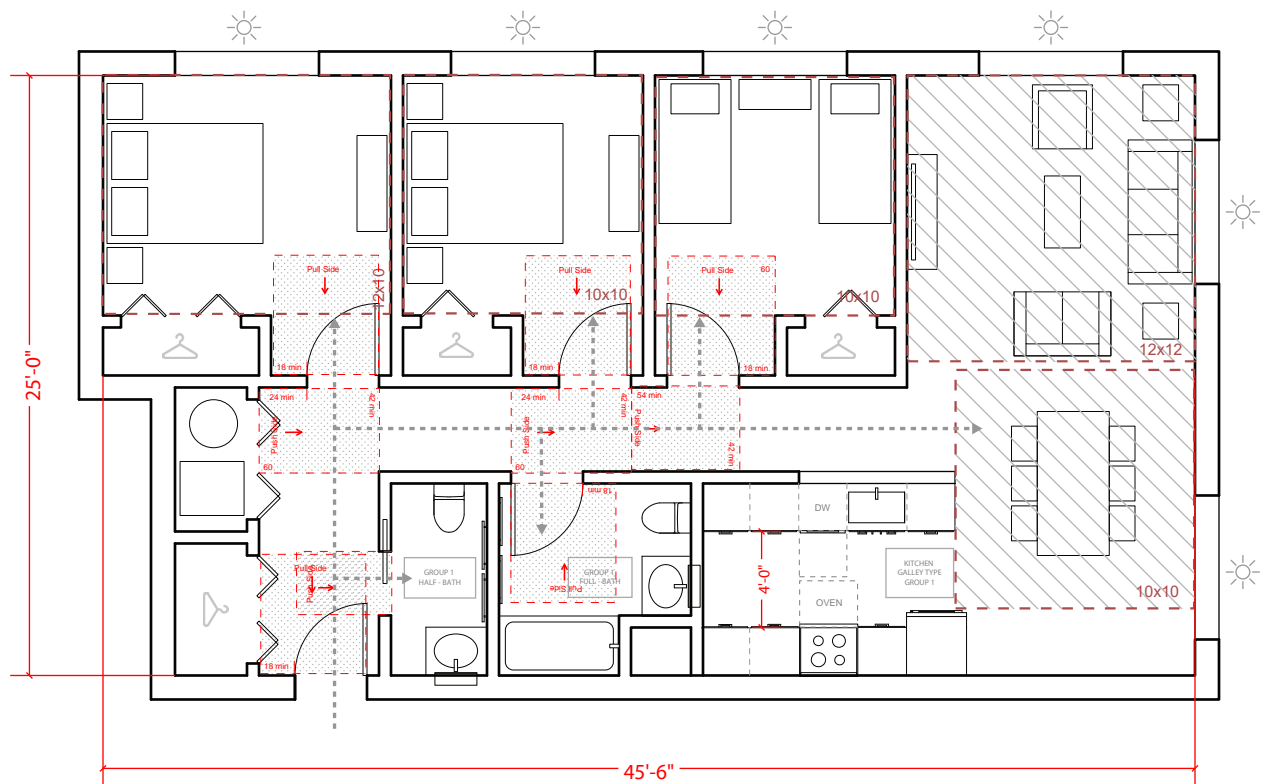 Pull Side
12x10
18 min
Pull Side
10x10
18 min
Pull Side
60
10x10
18 min
12x12
25'-0"
24 min
42 min
Push Side
60
24 min
42 min
Push Side
60
54 min
Push Side
42 min
18 min
Pull Side
GROUP 1
FULL - BATH
GROUP 1
HALF - BATH
Pull Side
Push Side
18 min
DW
OVEN
4'-0"
KITCHEN
GALLEY TYPE
GROUP 1
10x10
45'-6"